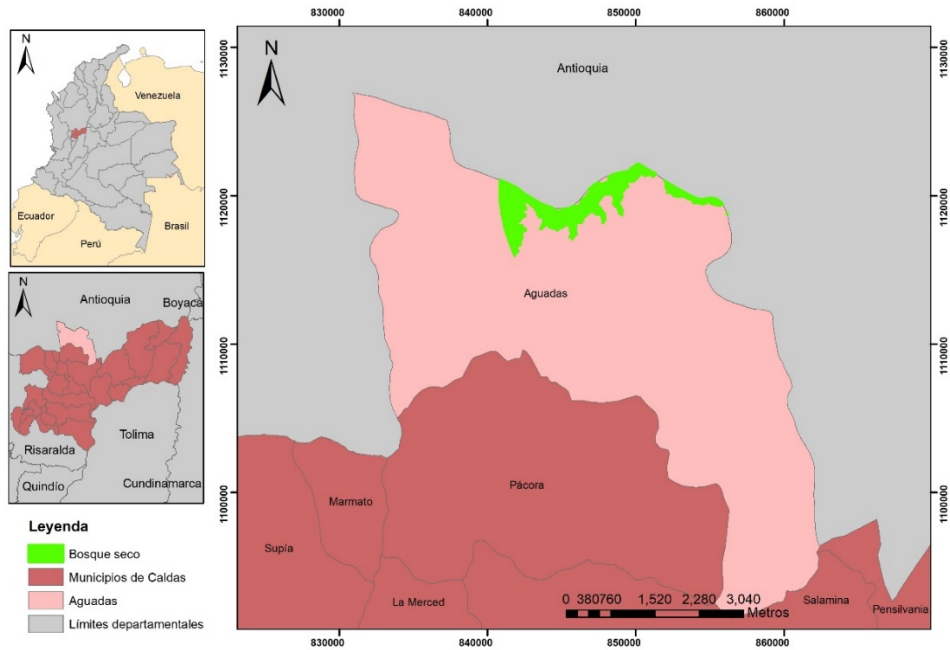 N
Venezuela
Ecuador
Perú
Brasil
N
Antioquia
Boyacá
Risaralda
Tolima
Quindío
Cundinamarca
Leyenda
Bosque seco
Municipios de Caldas
Aguadas
Límites departamentales
830000
840000
850000
860000
N
Antioquia
Aguadas
Pácora
Marmato
Supía
La Merced
Salamina
Pensilvania
0 380760 1,520 2,280 3,040
Metros
1130000
1120000
1110000
1100000
1130000
1120000
1110000
1100000
830000
840000
850000
860000